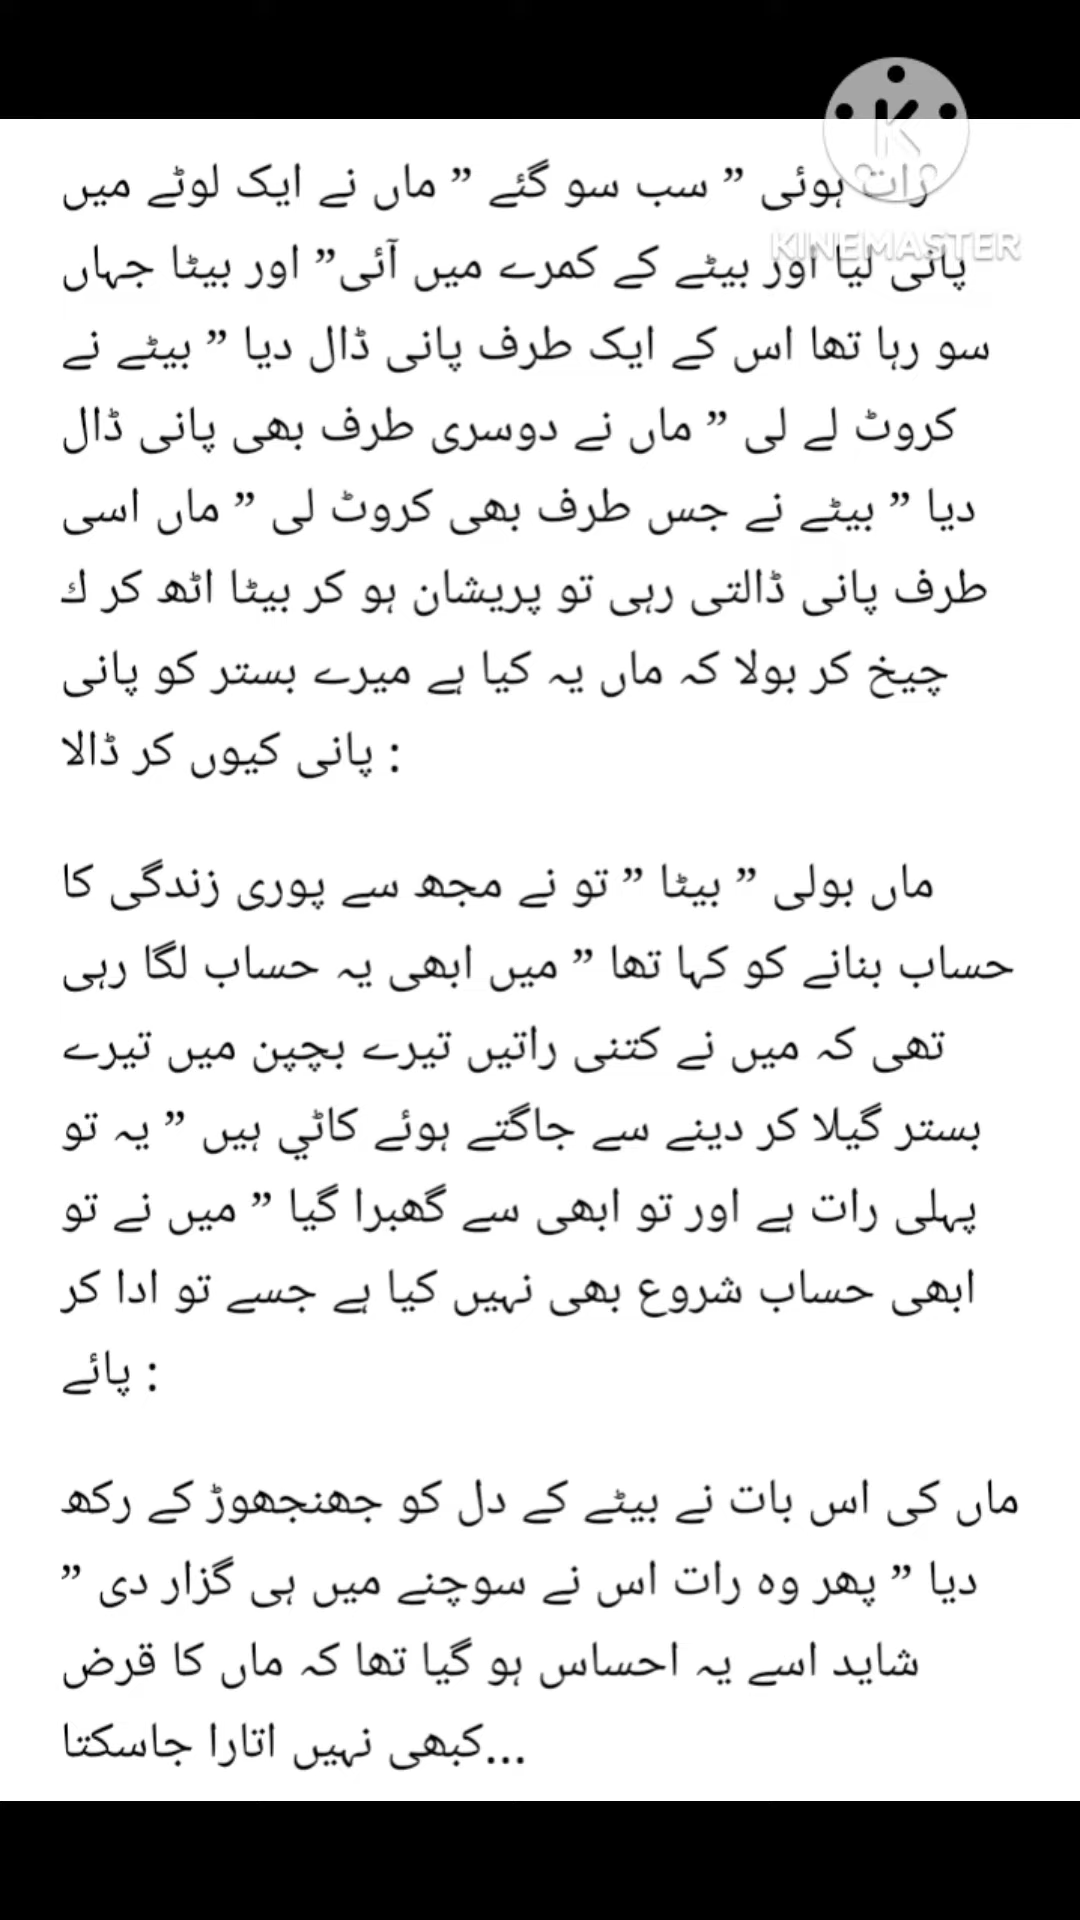 KINEMASTER
رات ہوئی ” سب سو گئے ” ماں نے ایک لوٹے میں
پانی لیا اور بیٹے کے کمرے میں آئی” اور بیٹا جہاں
سو رہا تھا اس کے ایک طرف پانی ڈال دیا ” بیٹے نے
کروٹ لے لی ” ماں نے دوسری طرف بھی پانی ڈال
دیا ” بیٹے نے جس طرف بھی کروٹ لی ” ماں اسی
طرف پانی ڈالتی رہی تو پریشان ہو کر بیٹا اٹھ کر ك
چیخ کر بولا کہ ماں یہ کیا ہے میرے بستر کو پانی
پانی کیوں کر ڈالا :
ماں بولی ” بیٹا ” تو نے مجھ سے پوری زندگی کا
حساب بنانے کو کہا تھا ” میں ابھی یہ حساب لگا رہی
تھی کہ میں نے کتنی راتیں تیرے بچپن میں تیرے
بستر گیلا کر دینے سے جاگتے ہوئے کاٹي ہیں ” یہ تو
پہلی رات ہے اور تو ابھی سے گھبرا گیا ” میں نے تو
ابھی حساب شروع بھی نہیں کیا ہے جسے تو ادا کر
پائے :
ماں کی اس بات نے بیٹے کے دل کو جھنجھوڑ کے رکھ
دیا ” پھر وہ رات اس نے سوچنے میں ہی گزار دی ”
شاید اسے یہ احساس ہو گیا تھا کہ ماں کا قرض
کبھی نہیں اتارا جاسکتا...